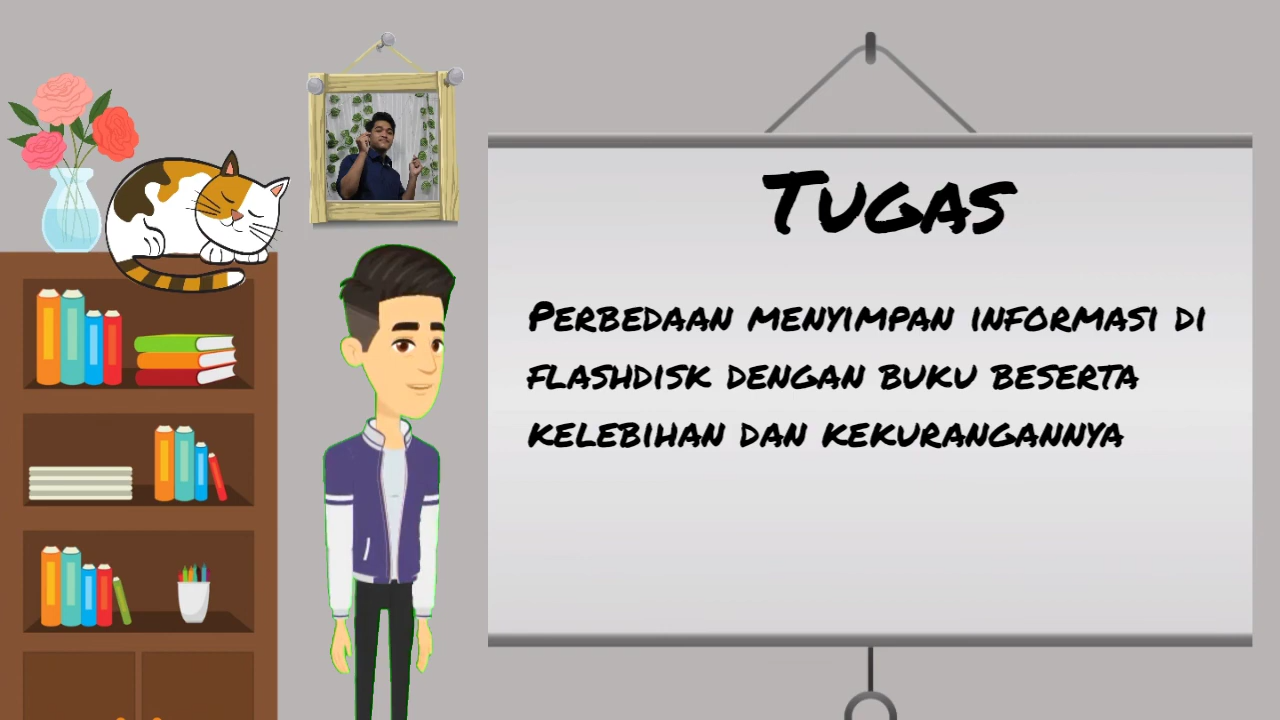 Tugas
Perbedaan menyimpan informasi di
flashdisk dengan buku beserta
kelebihan dan kekurangannya